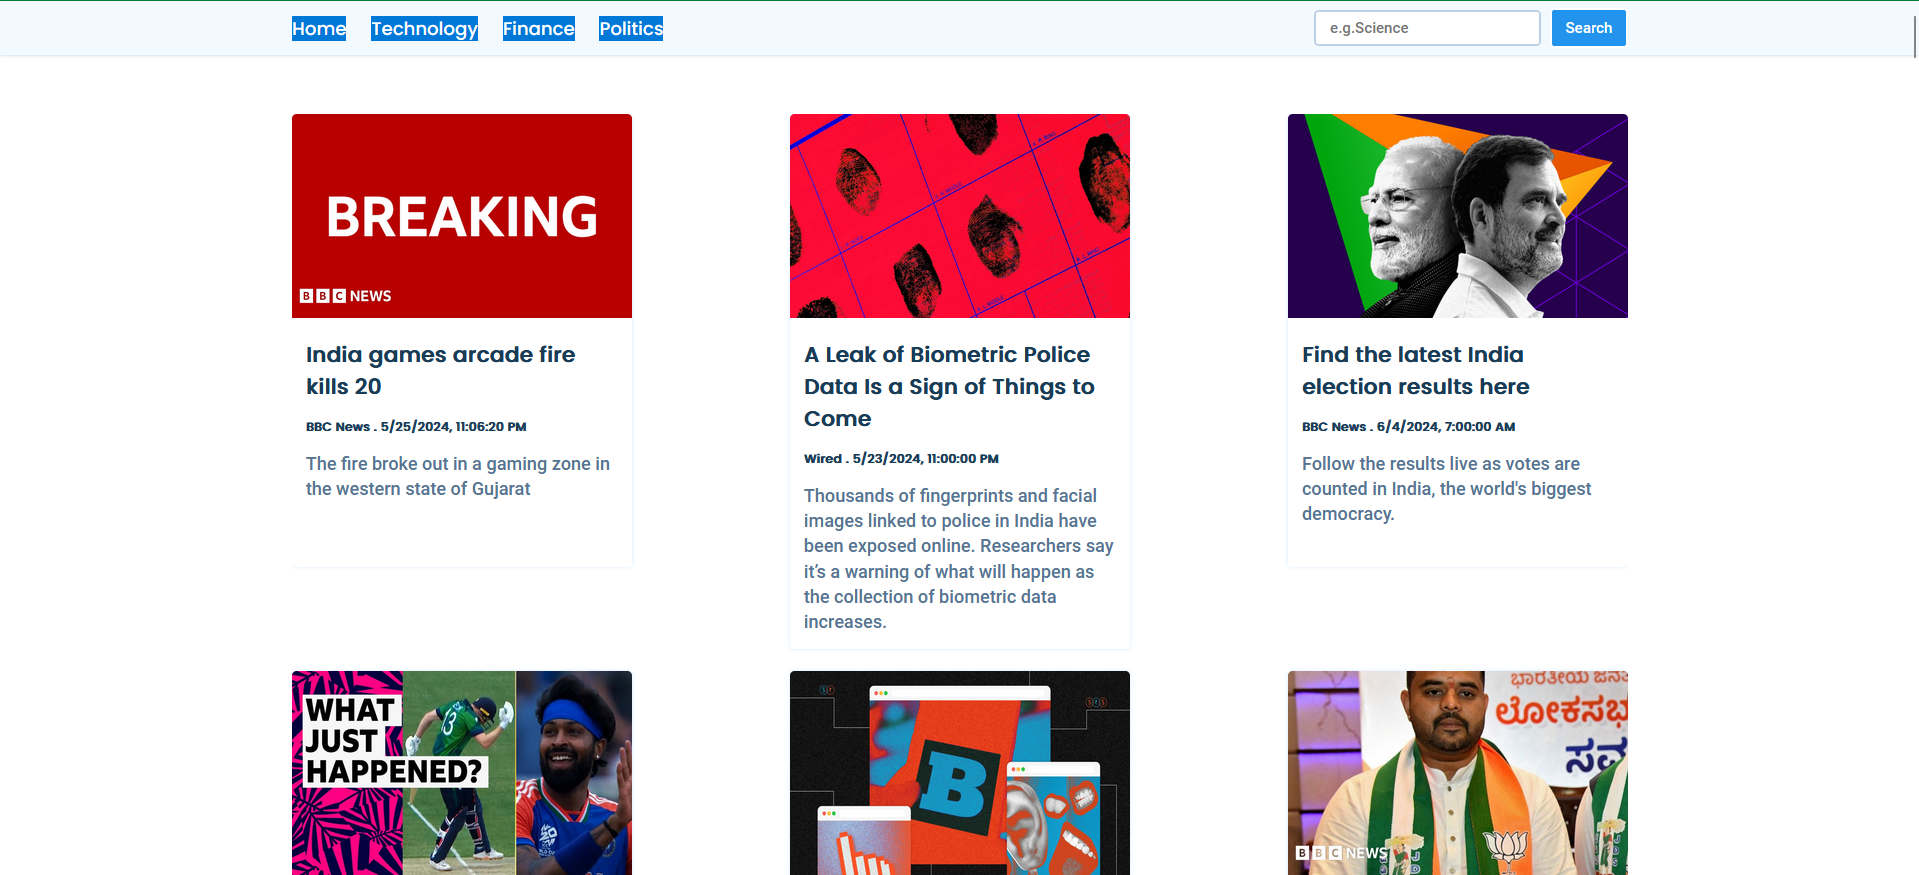 Home Technology Finance Politics
e.g.Science Search
BREAKING
BBC NEWS
India games arcade fire
kills 20
BBC News . 5/25/2024, 11:06:20 PM
The fire broke out in a gaming zone in
the western state of Gujarat
A Leak of Biometric Police
Data Is a Sign of Things to
Come
Wired . 5/23/2024, 11:00:00 PM
Thousands of fingerprints and facial
images linked to police in India have
been exposed online. Researchers say
it’s a warning of what will happen as
the collection of biometric data
increases.
Find the latest India
election results here
BBC News . 6/4/2024, 7:00:00 AM
Follow the results live as votes are
counted in India, the world's biggest
democracy.
WHAT
JUST
HAPPENED?
13
B
ಭಾರತೀಯ ಜನತ
ಲೋಕಸಭ
ಸವ
BBC NEWS